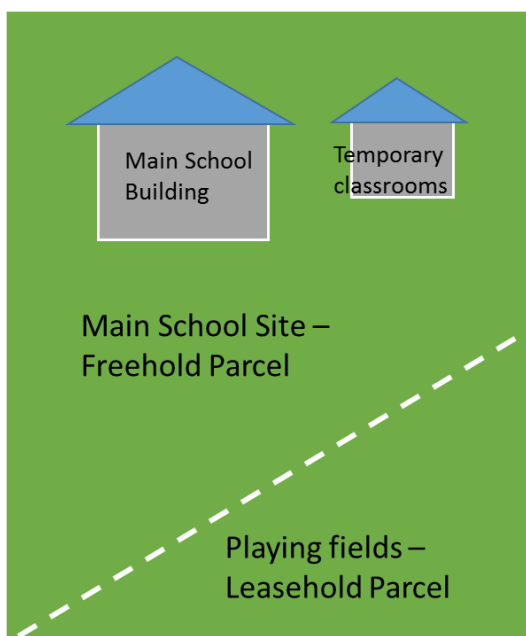 Main School
Building
Temporary
classrooms
Main School Site –
Freehold Parcel
Playing fields –
Leasehold Parcel